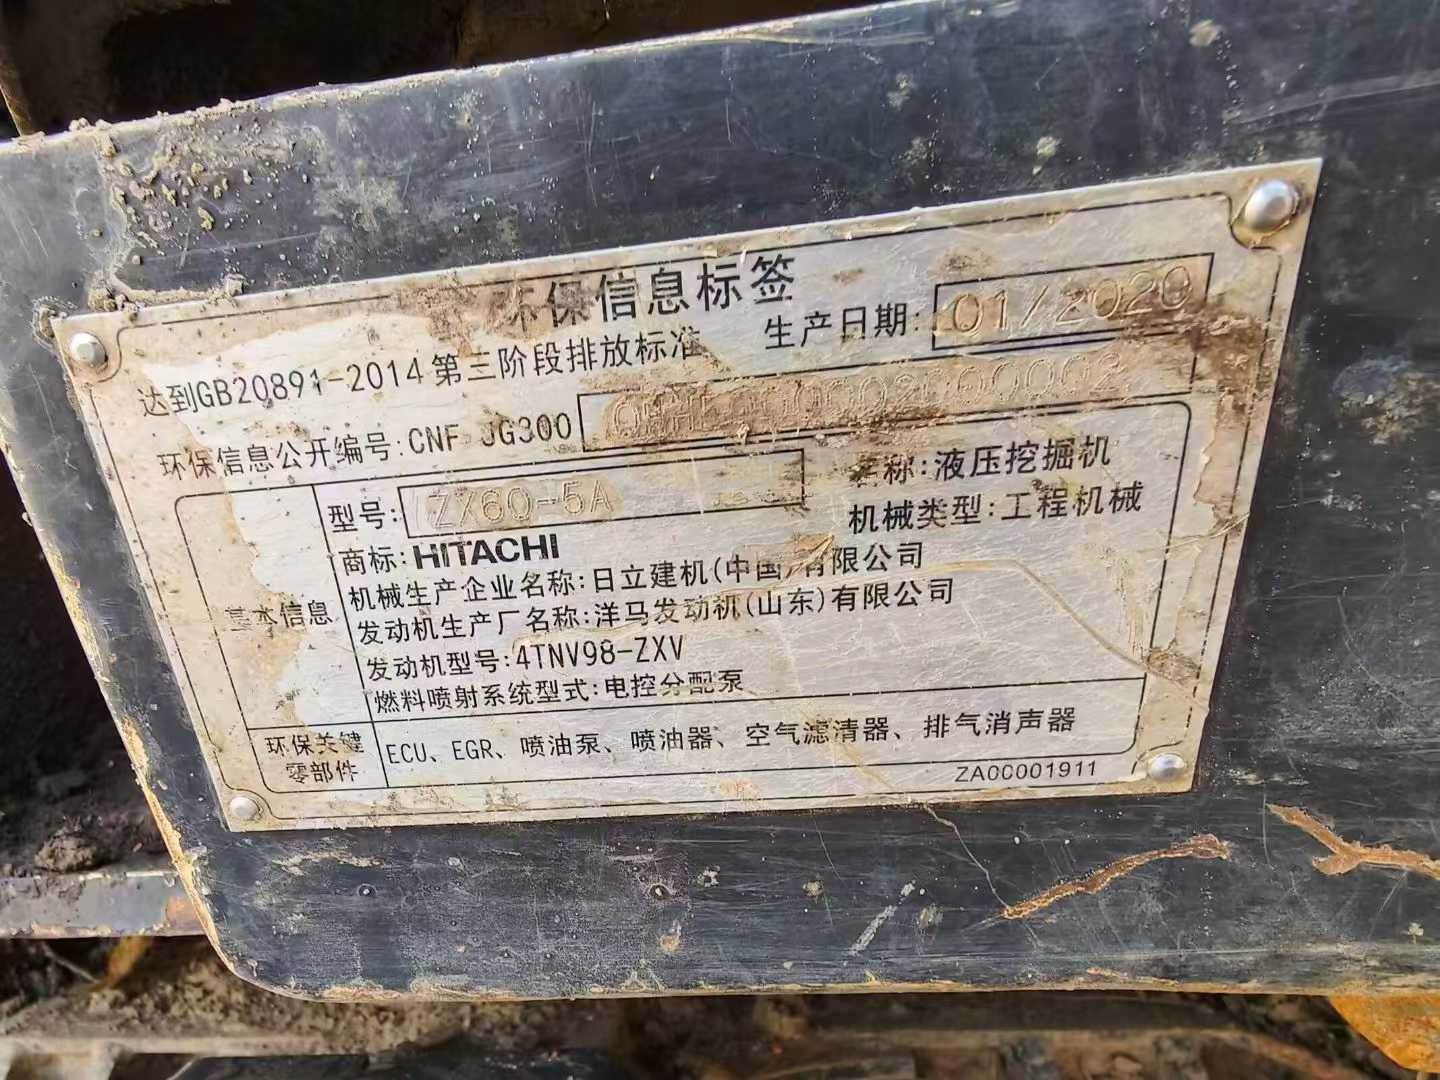 环保信息标签
达到GB20891-2014第三阶段排放标准 生产日期: 01/2020
环保信息公开编号: CNF JG300
型号: ZX60-5A 名称: 液压挖掘机
商标: HITACHI 机械类型: 工程机械
机械生产企业名称: 日立建机(中国)有限公司
基本信息 发动机生产厂名称: 洋马发动机(山东)有限公司
发动机型号: 4TNV98-ZXV
燃料喷射系统型式: 电控分配泵
环保关键零部件 ECU、EGR、喷油泵、喷油器、空气滤清器、排气消声器
ZA00001911